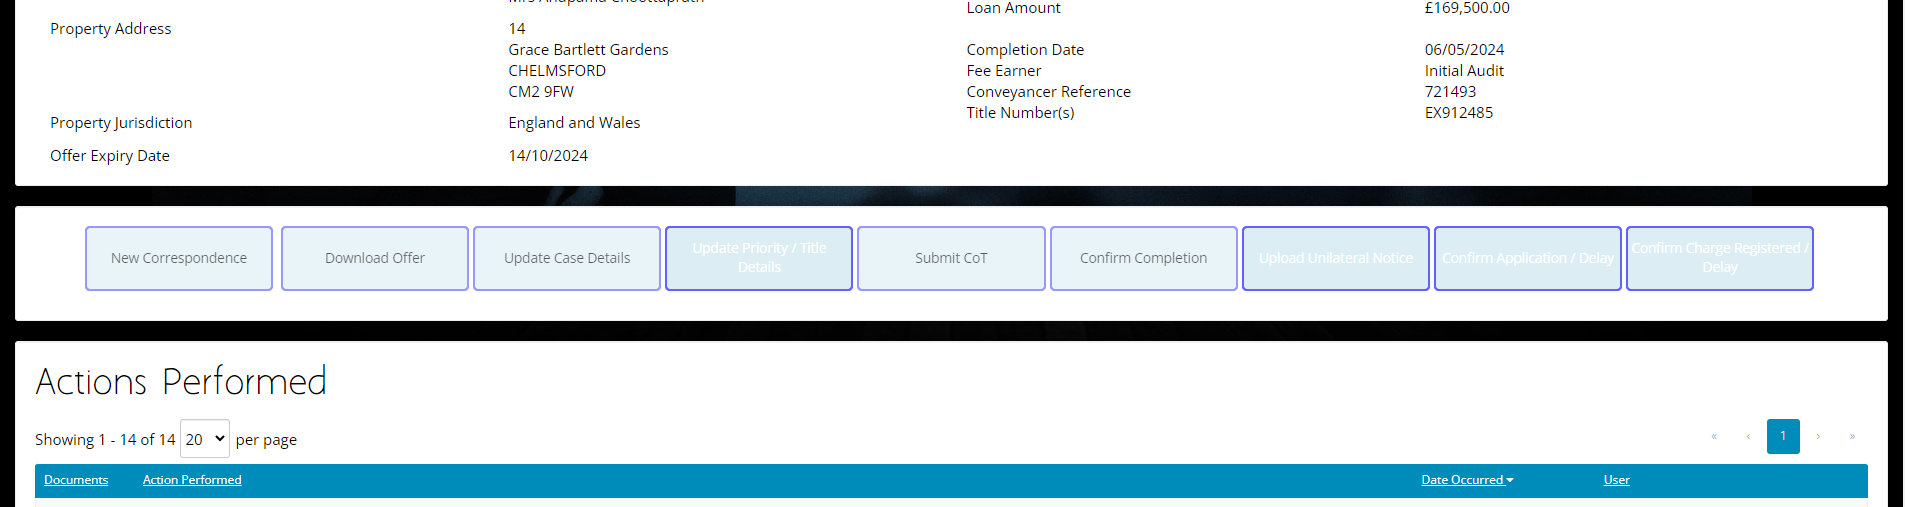 Loan Amount £169,500.00
Property Address 14
Grace Bartlett Gardens Completion Date 06/05/2024
CHELMSFORD Fee Earner Initial Audit
CM2 9FW Conveyancer Reference 721493
Title Number(s) EX912485
Property Jurisdiction England and Wales
Offer Expiry Date 14/10/2024
New Correspondence
Download Offer
Update Case Details
Update Priority / Title
Details
Submit CoT
Confirm Completion
Upload Unilateral Notice
Confirm Application / Delay
Confirm Charge Registered /
Delay
Actions Performed
Showing 1 - 14 of 14 20 per page
« ‹ 1 › »
Documents Action Performed Date Occurred User